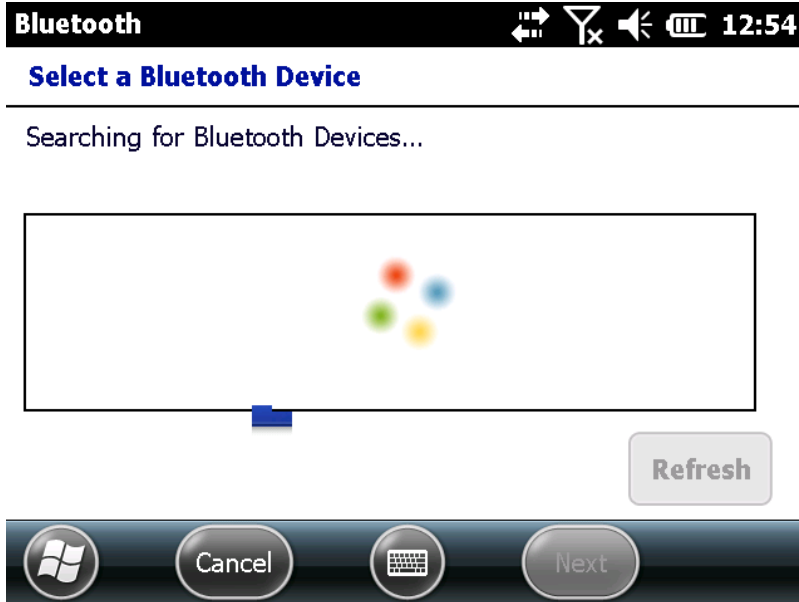 Bluetooth 12:54
Select a Bluetooth Device
Searching for Bluetooth Devices...
Refresh
Cancel Next